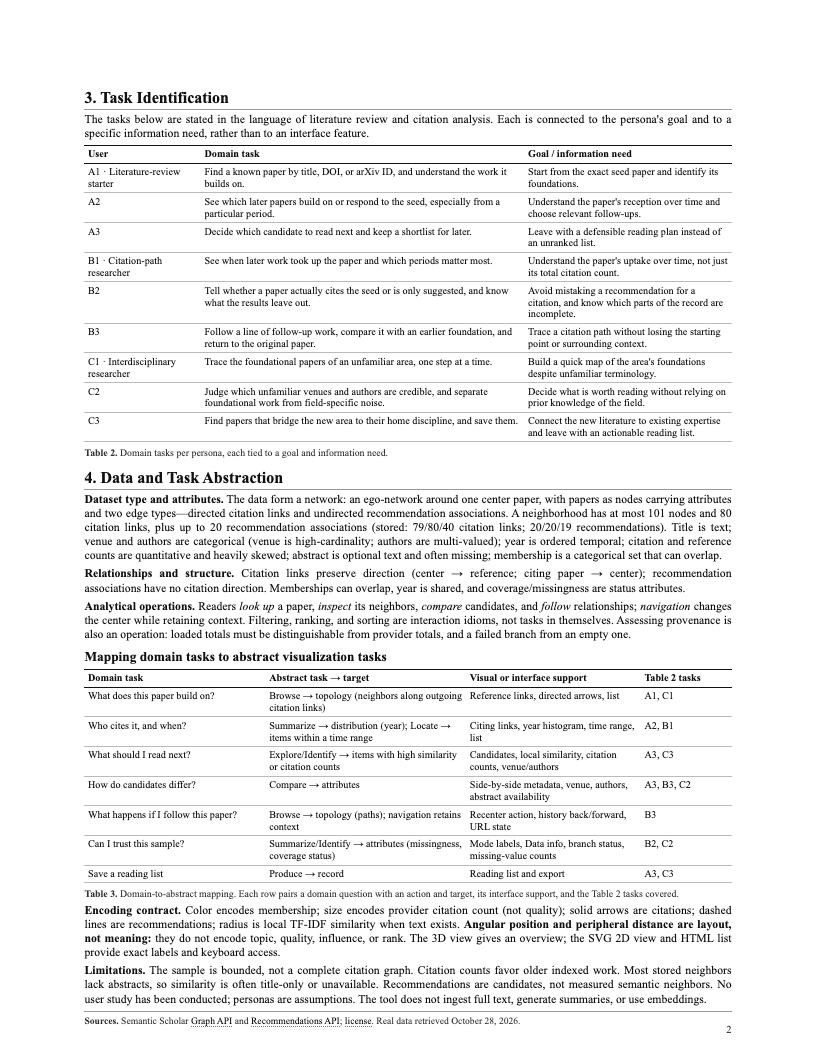 3. Task Identification
The tasks below are stated in the language of literature review and citation analysis. Each is connected to the persona's goal and to a
specific information need, rather than to an interface feature.
User Domain task Goal / information need
A1 · Literature-review Find a known paper by title, DOI, or arXiv ID, and understand the work it Start from the exact seed paper and identify its
starter builds on. foundations.
A2 See which later papers build on or respond to the seed, especially from a Understand the paper's reception over time and
particular period. choose relevant follow-ups.
A3 Decide which candidate to read next and keep a shortlist for later. Leave with a defensible reading plan instead of
an unranked list.
B1 · Citation-path See when later work took up the paper and which periods matter most. Understand the paper's uptake over time, not just
researcher its total citation count.
B2 Tell whether a paper actually cites the seed or is only suggested, and know Avoid mistaking a recommendation for a
what the results leave out. citation, and know which parts of the record are
incomplete.
B3 Follow a line of follow-up work, compare it with an earlier foundation, and Trace a citation path without losing the starting
return to the original paper. point or surrounding context.
C1 · Interdisciplinary Trace the foundational papers of an unfamiliar area, one step at a time. Build a quick map of the area's foundations
researcher despite unfamiliar terminology.
C2 Judge which unfamiliar venues and authors are credible, and separate Decide what is worth reading without relying on
foundational work from field-specific noise. prior knowledge of the field.
C3 Find papers that bridge the new area to their home discipline, and save them. Connect the new literature to existing expertise
and leave with an actionable reading list.
Table 2. Domain tasks per persona, each tied to a goal and information need.
4. Data and Task Abstraction
Dataset type and attributes. The data form a network: an ego-network around one center paper, with papers as nodes carrying attributes
and two edge types—directed citation links and undirected recommendation associations. A neighborhood has at most 101 nodes and 80
citation links, plus up to 20 recommendation associations (stored: 79/80/40 citation links; 20/20/19 recommendations). Title is text;
venue and authors are categorical (venue is high-cardinality; authors are multi-valued); year is ordered temporal; citation and reference
counts are quantitative and heavily skewed; abstract is optional text and often missing; membership is a categorical set that can overlap.
Relationships and structure. Citation links preserve direction (center → reference; citing paper → center); recommendation
associations have no citation direction. Memberships can overlap, year is shared, and coverage/missingness are status attributes.
Analytical operations. Readers look up a paper, inspect its neighbors, compare candidates, and follow relationships; navigation changes
the center while retaining context. Filtering, ranking, and sorting are interaction idioms, not tasks in themselves. Assessing provenance is
also an operation: loaded totals must be distinguishable from provider totals, and a failed branch from an empty one.
Mapping domain tasks to abstract visualization tasks
Domain task Abstract task → target Visual or interface support Table 2 tasks
What does this paper build on? Browse → topology (neighbors along outgoing Reference links, directed arrows, list A1, C1
citation links)
Who cites it, and when? Summarize → distribution (year); Locate → Citing links, year histogram, time range, A2, B1
items within a time range list
What should I read next? Explore/Identify → items with high similarity Candidates, local similarity, citation A3, C3
or citation counts counts, venue/authors
How do candidates differ? Compare → attributes Side-by-side metadata, venue, authors, A3, B3, C2
abstract availability
What happens if I follow this paper? Browse → topology (paths); navigation retains Recenter action, history back/forward, B3
context URL state
Can I trust this sample? Summarize/Identify → attributes (missingness, Mode labels, Data info, branch status, B2, C2
coverage status) missing-value counts
Save a reading list Produce → record Reading list and export A3, C3
Table 3. Domain-to-abstract mapping. Each row pairs a domain question with an action and target, its interface support, and the Table 2 tasks covered.
Encoding contract. Color encodes membership; size encodes provider citation count (not quality); solid arrows are citations; dashed
lines are recommendations; radius is local TF-IDF similarity when text exists. Angular position and peripheral distance are layout,
not meaning: they do not encode topic, quality, influence, or rank. The 3D view gives an overview; the SVG 2D view and HTML list
provide exact labels and keyboard access.
Limitations. The sample is bounded, not a complete citation graph. Citation counts favor older indexed work. Most stored neighbors
lack abstracts, so similarity is often title-only or unavailable. Recommendations are candidates, not measured semantic neighbors. No
user study has been conducted; personas are assumptions. The tool does not ingest full text, generate summaries, or use embeddings.
Sources. Semantic Scholar Graph API and Recommendations API; license. Real data retrieved October 28, 2026.
2